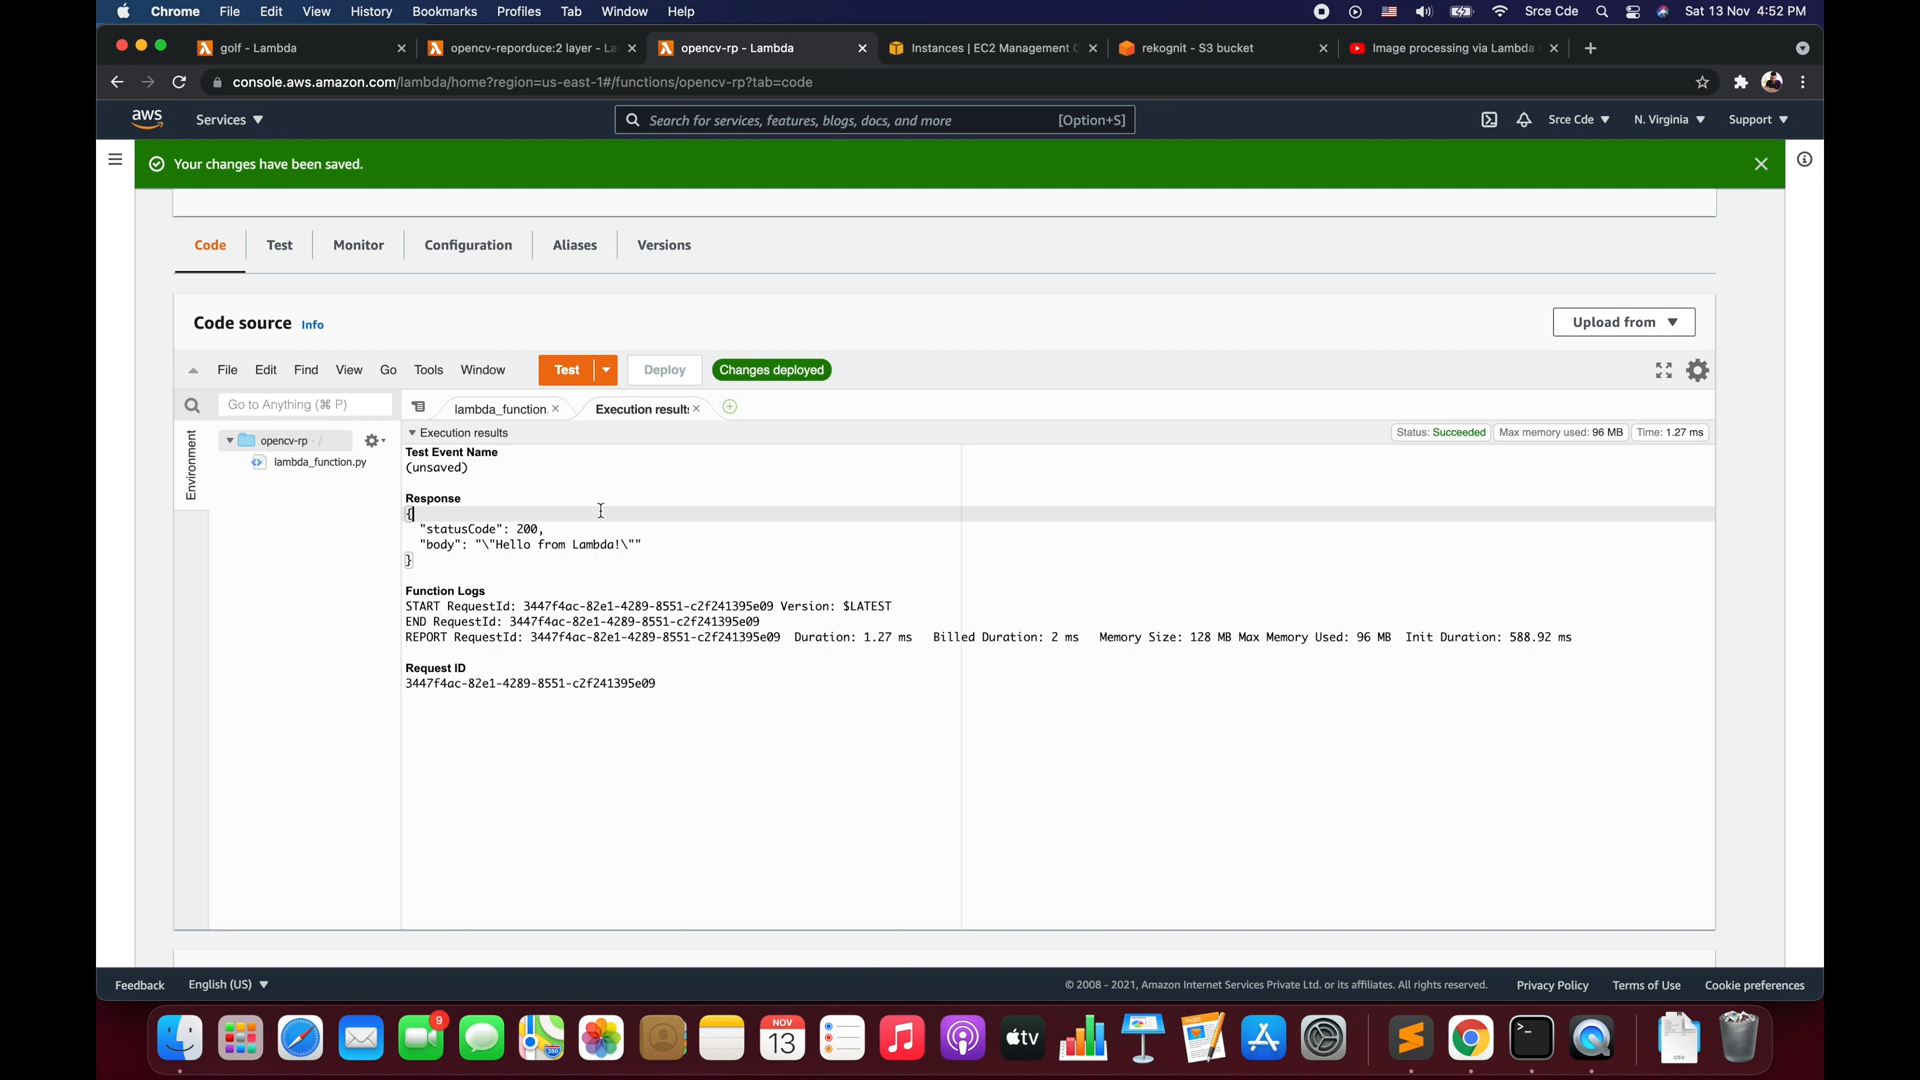 Chrome File Edit View History Bookmarks Profiles Tab Window Help Srce Cde Sat 13 Nov 4:52 PM
golf - Lambda opencv-reporduce:2 layer - La opencv-rp - Lambda Instances | EC2 Management C rekognit - S3 bucket Image processing via Lambda
console.aws.amazon.com/lambda/home?region=us-east-1#/functions/opencv-rp?tab=code
aws Services Search for services, features, blogs, docs, and more [Option+S] Srce Cde N. Virginia Support
Your changes have been saved.
Code Test Monitor Configuration Aliases Versions
Code source Info Upload from
File Edit Find View Go Tools Window Test Deploy Changes deployed
Go to Anything (⌘ P) lambda_function. Execution results
Execution results Status: Succeeded Max memory used: 96 MB Time: 1.27 ms
Environment
opencv-rp - /
lambda_function.py
Test Event Name
(unsaved)
Response
{
"statusCode": 200,
"body": "\"Hello from Lambda!\""
}
Function Logs
START RequestId: 3447f4ac-82e1-4289-8551-c2f241395e09 Version: $LATEST
END RequestId: 3447f4ac-82e1-4289-8551-c2f241395e09
REPORT RequestId: 3447f4ac-82e1-4289-8551-c2f241395e09 Duration: 1.27 ms Billed Duration: 2 ms Memory Size: 128 MB Max Memory Used: 96 MB Init Duration: 588.92 ms
Request ID
3447f4ac-82e1-4289-8551-c2f241395e09
Feedback English (US) © 2008 - 2021, Amazon Internet Services Private Ltd. or its affiliates. All rights reserved. Privacy Policy Terms of Use Cookie preferences
9
NOV
13
tv
280
>_
CSV